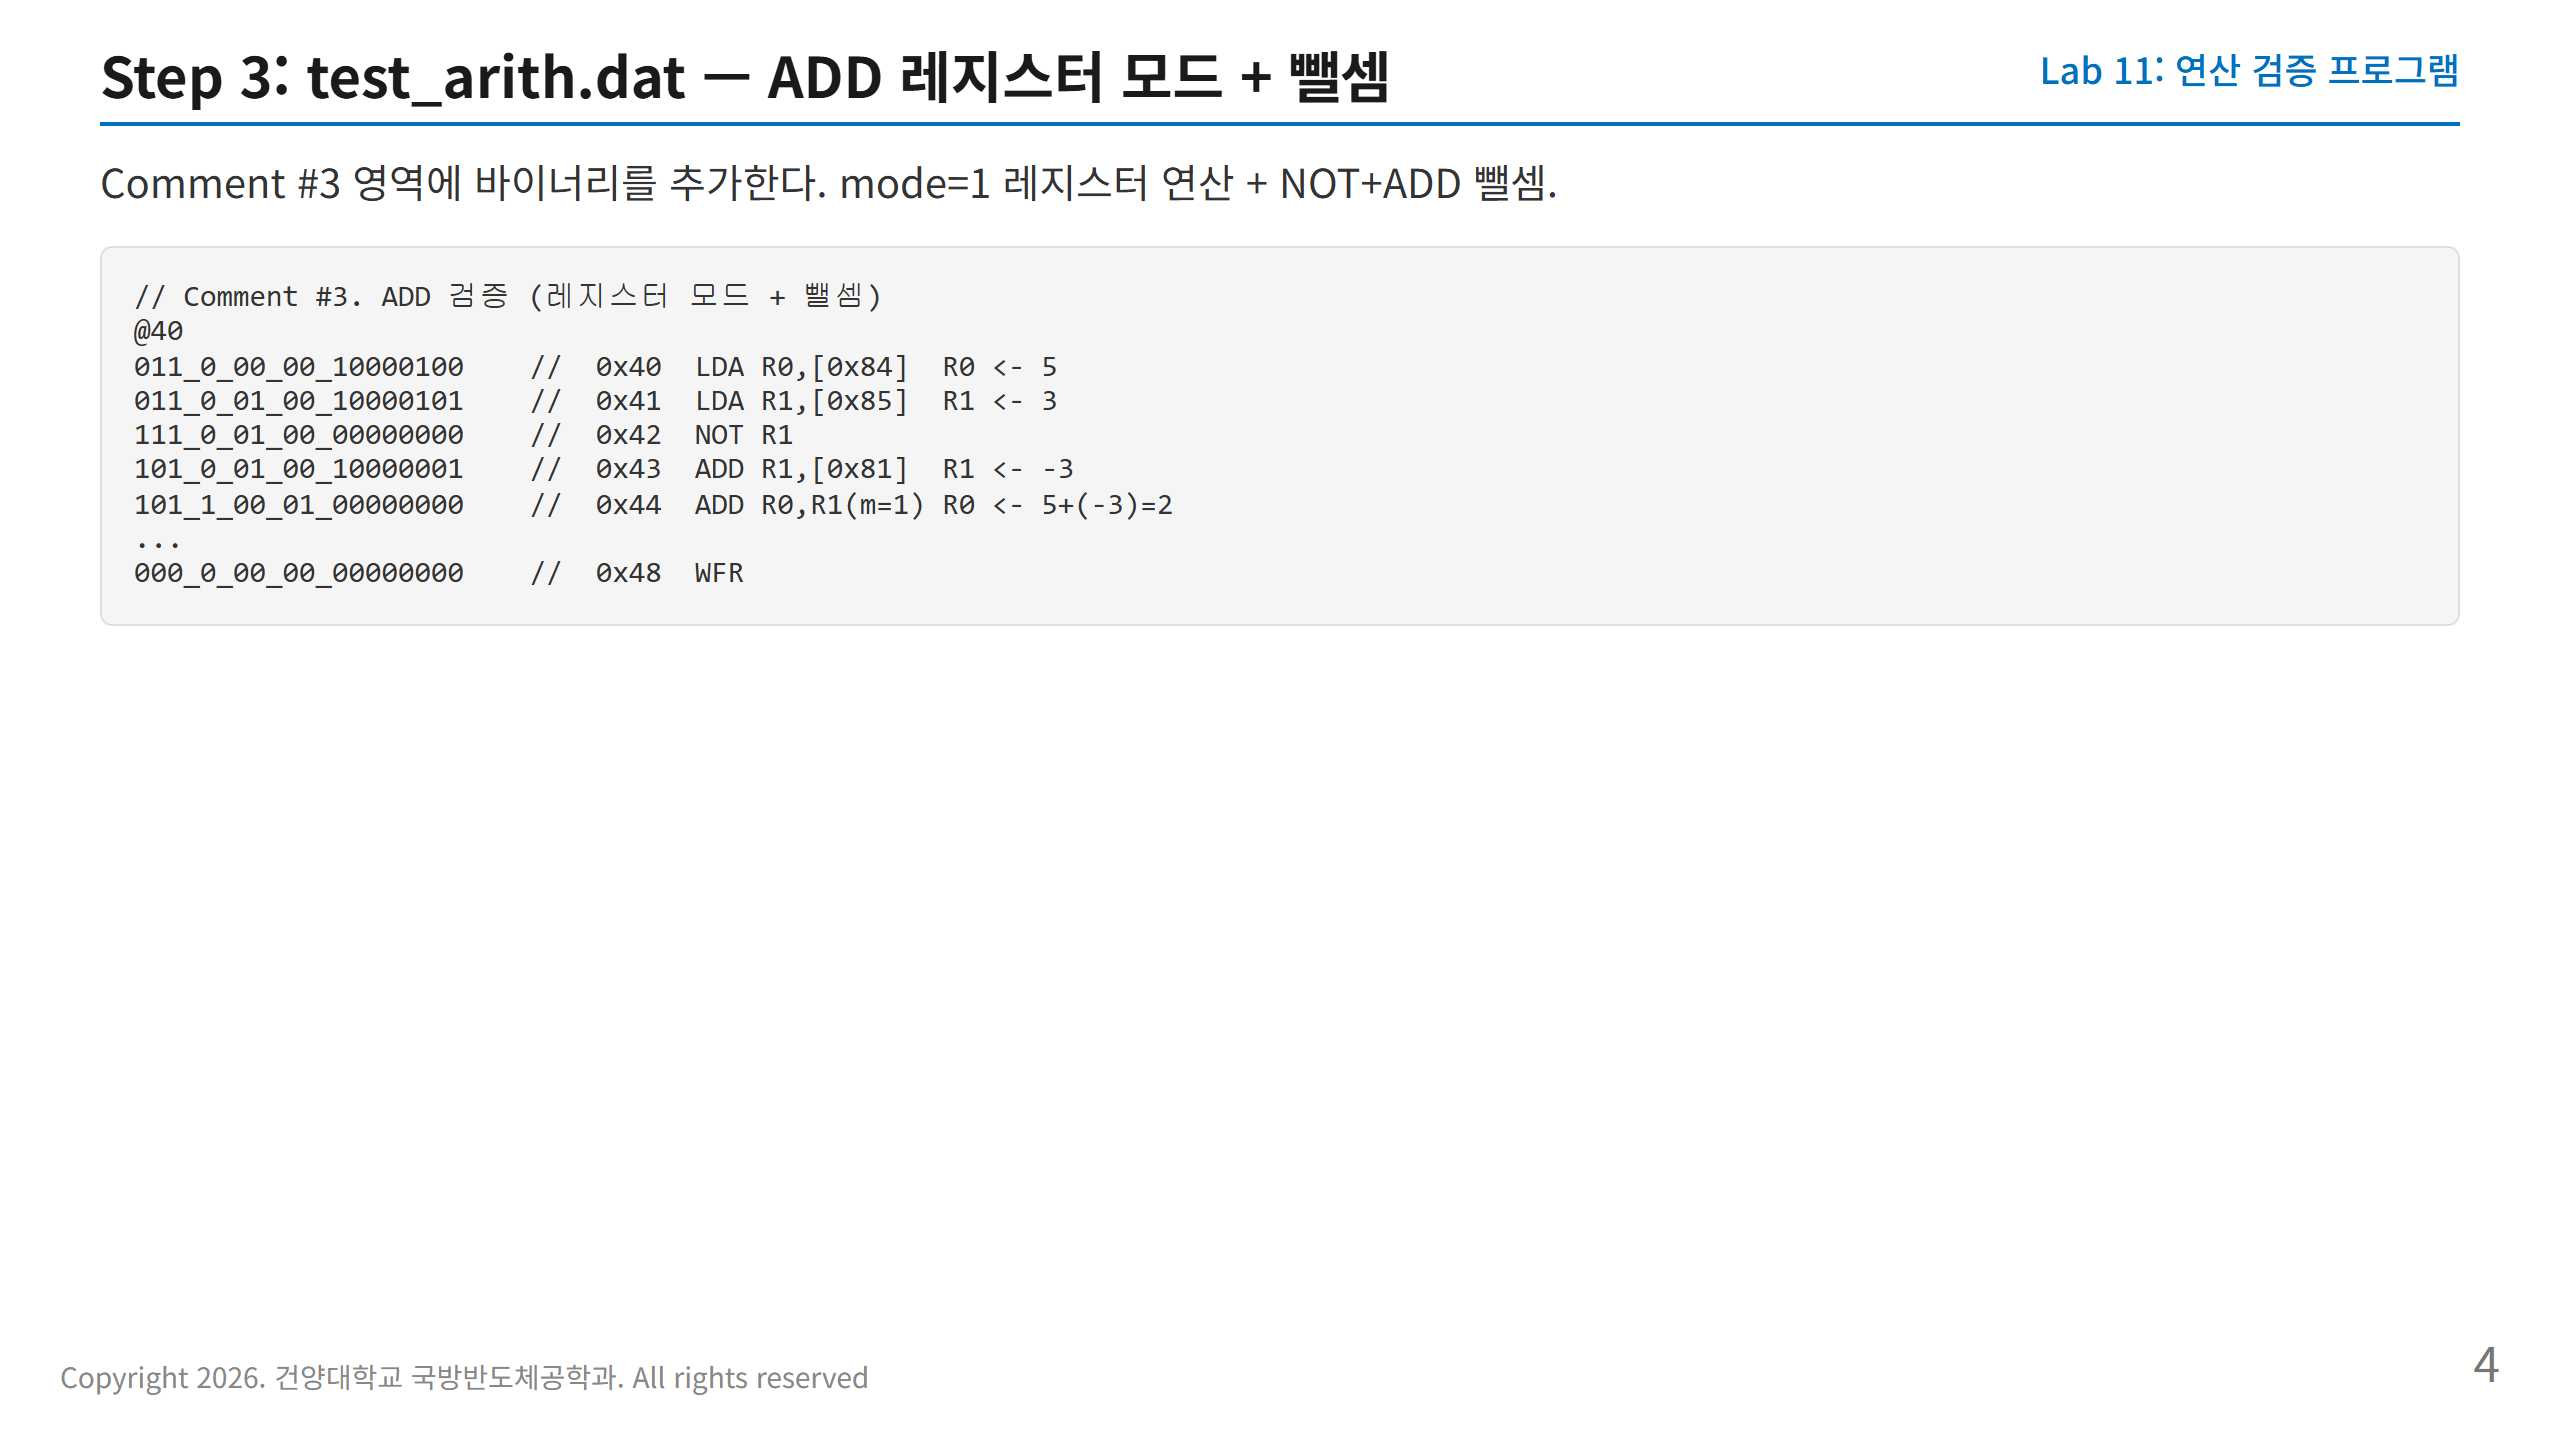 Step 3: test_arith.dat — ADD 레지스터 모드 + 뺄셈
Lab 11: 연산 검증 프로그램
Comment #3 영역에 바이너리를 추가한다. mode=1 레지스터 연산 + NOT+ADD 뺄셈.
// Comment #3. ADD 검증 (레지스터 모드 + 뺄셈)
@40
011_0_00_00_10000100    //  0x40  LDA R0,[0x84]  R0 <- 5
011_0_01_00_10000101    //  0x41  LDA R1,[0x85]  R1 <- 3
111_0_01_00_00000000    //  0x42  NOT R1
101_0_01_00_10000001    //  0x43  ADD R1,[0x81]  R1 <- -3
101_1_00_01_00000000    //  0x44  ADD R0,R1(m=1) R0 <- 5+(-3)=2
...
000_0_00_00_00000000    //  0x48  WFR
Copyright 2026. 건양대학교 국방반도체공학과. All rights reserved
4